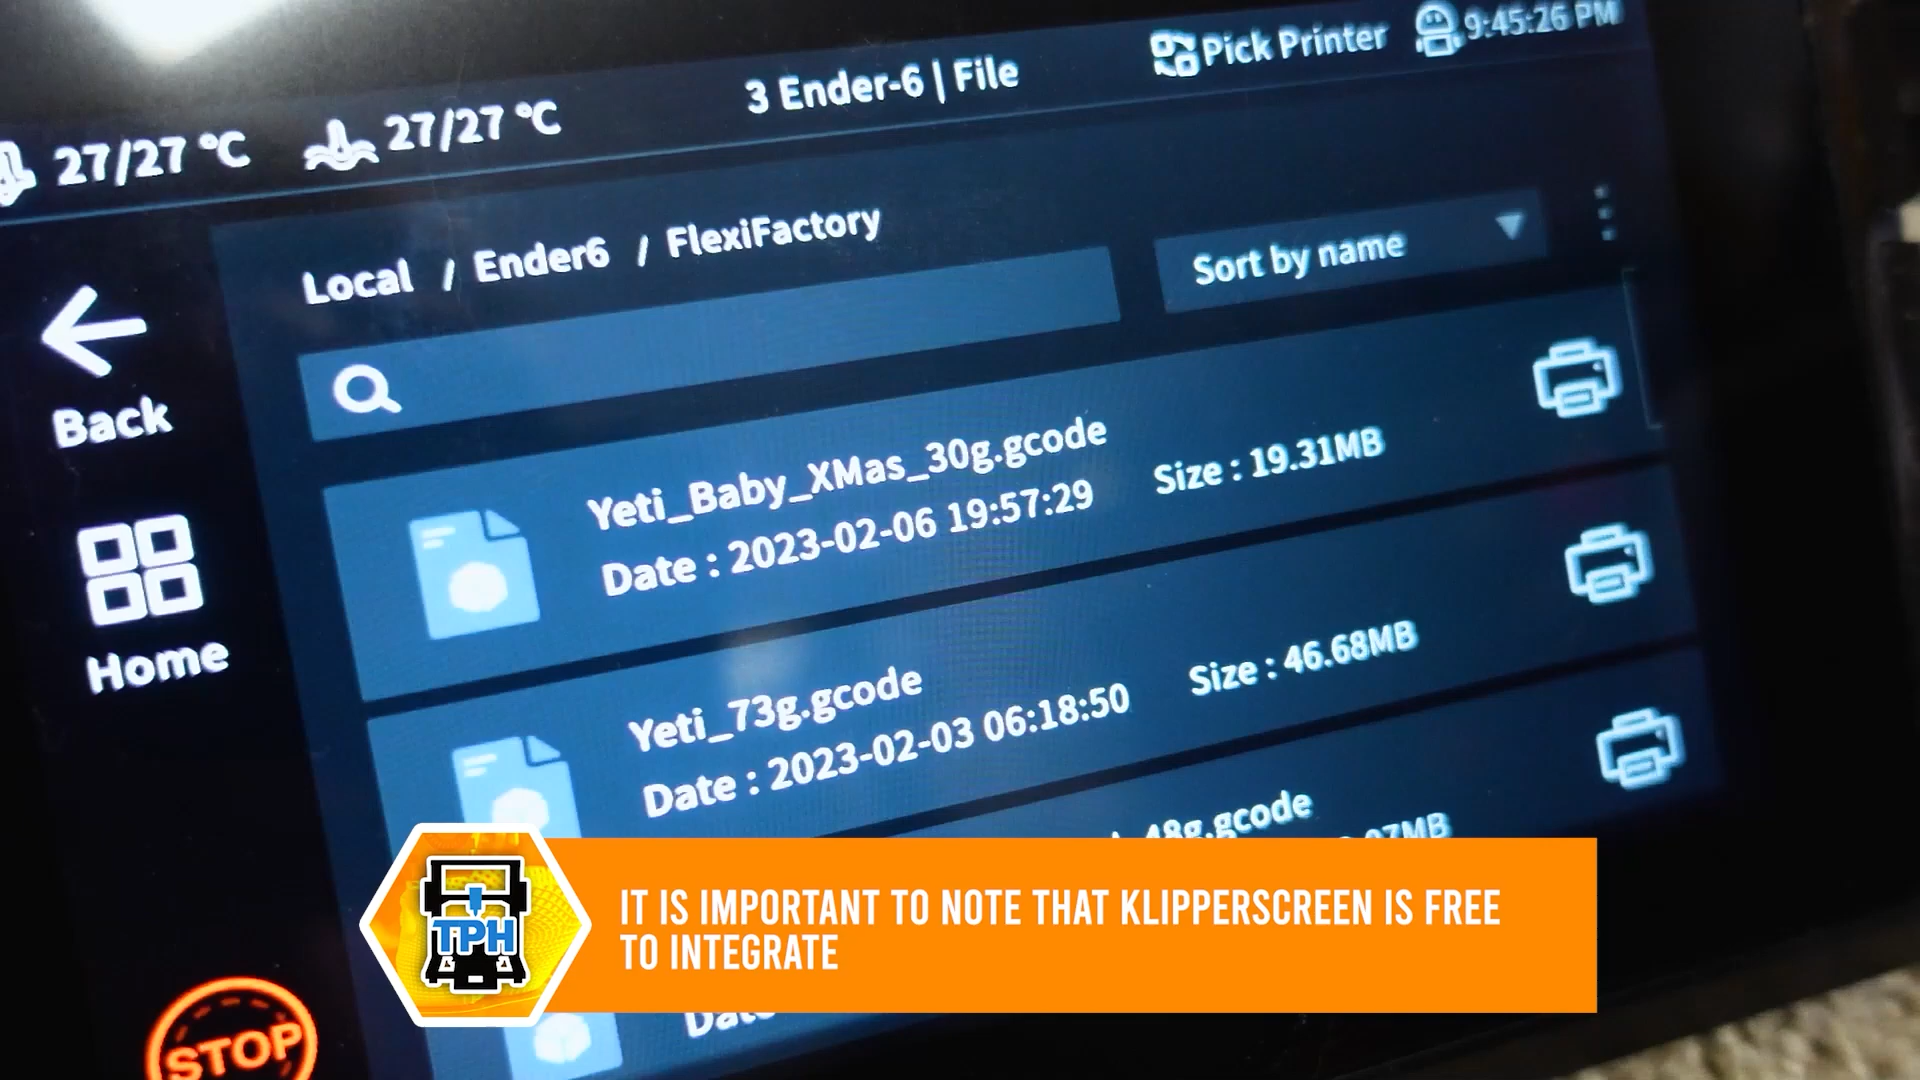 27/27 °C 27/27 °C 3 Ender-6 | File Pick Printer 9:45:26 PM
Local / Ender6 / FlexiFactory
Sort by name
Back
Yeti_Baby_XMas_30g.gcode
Date : 2023-02-06 19:57:29 Size : 19.31MB
Home
Yeti_73g.gcode
Date : 2023-02-03 06:18:50 Size : 46.68MB
48g.gcode
TPH
IT IS IMPORTANT TO NOTE THAT KLIPPERSCREEN IS FREE
TO INTEGRATE
Date
STOP